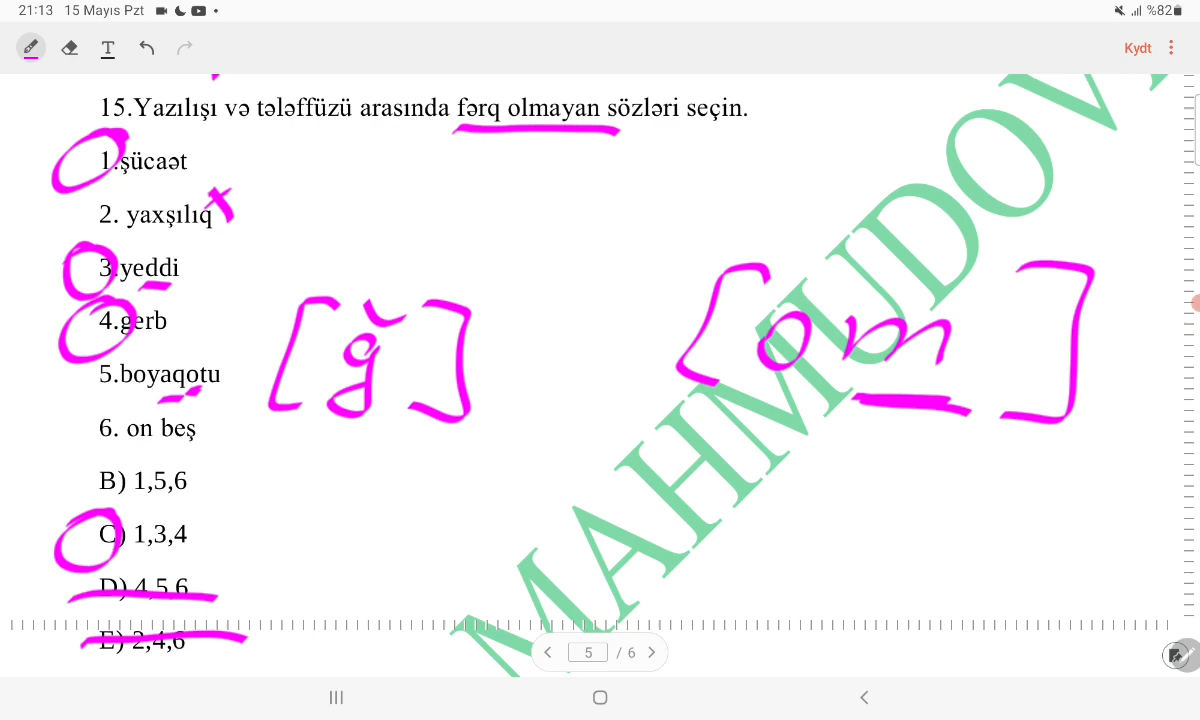 21:13 15 Mayıs Pzt • %82
T Kydt
15.Yazılışı və tələffüzü arasında fərq olmayan sözləri seçin.
1.şücaət
2. yaxşılıq
3.yeddi
4.gerb
5.boyaqotu
6. on beş
[ğ]
[om]
B) 1,5,6
C) 1,3,4
D) 4,5,6
E) 2,4,6
MAHMUDOV
5 / 6